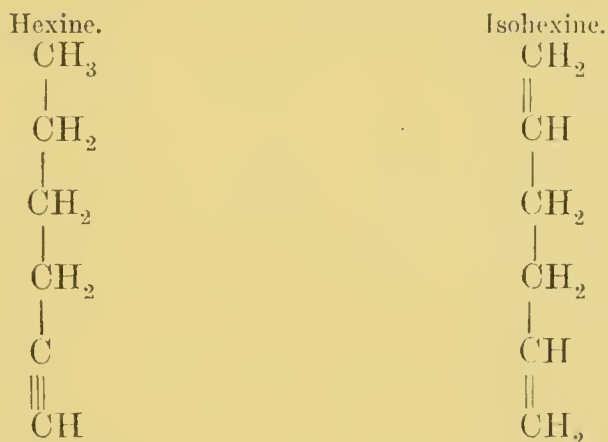 Hexine. Isohexine.
CH₃ CH₂
CH₂ CH
CH₂ CH₂
CH₂ CH₂
C CH
CH CH₂